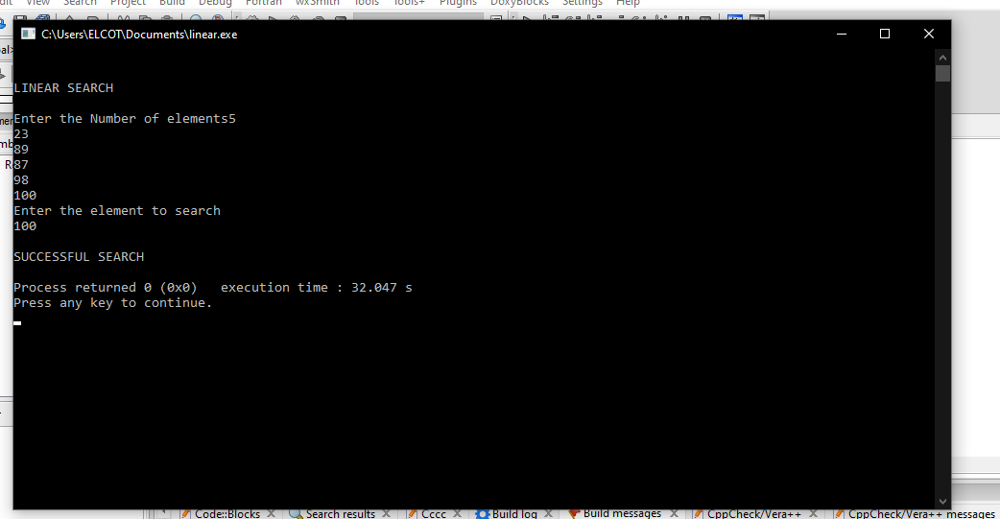 View Search Project Build Debug Fortran wxSmith Tools Tools+ Plugins DoxyBlocks Settings Help
C:\Users\ELCOT\Documents\linear.exe
LINEAR SEARCH
Enter the Number of elements5
23
89
87
98
100
Enter the element to search
100
SUCCESSFUL SEARCH
Process returned 0 (0x0)   execution time : 32.047 s
Press any key to continue.
Code::Blocks Search results Cccc Build log Build messages CppCheck/Vera++ CppCheck/Vera++ messages